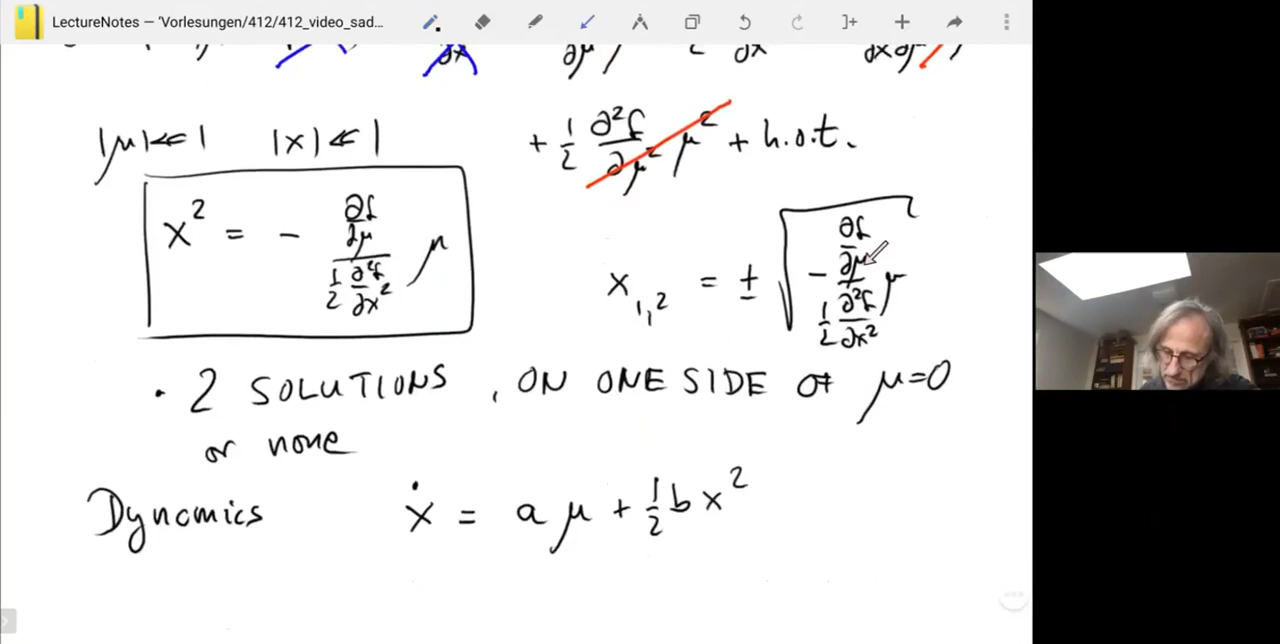 LectureNotes — ‘Vorlesungen/412/412_video_sad...
∂x ∂μ 2 ∂x ∂x∂μ
|μ| ≪ 1 |x| ≪ 1 + 1/2 ∂²f/∂μ² μ² + h.o.t.
x² = - (∂f/∂μ)/(1/2 ∂²f/∂x²) μ
x₁,₂ = ± √(- (∂f/∂μ)/(1/2 ∂²f/∂x²) μ)
· 2 SOLUTIONS, ON ONE SIDE OF μ=0
or none
Dynamics ẋ = a μ + 1/2 b x²